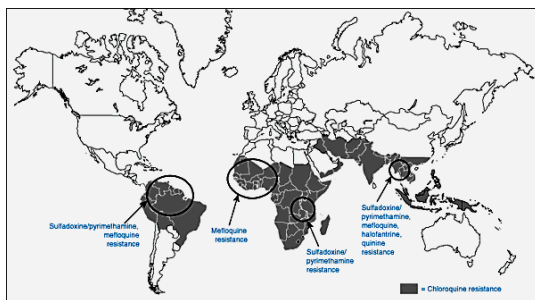 Sulfadoxine/pyrimethamine,
mefloquine
resistance
Mefloquine
resistance
Sulfadoxine/
pyrimethamine
resistance
Sulfadoxine/
pyrimethamine,
mefloquine,
halofantrine,
quinine
resistance
= Chloroquine resistance